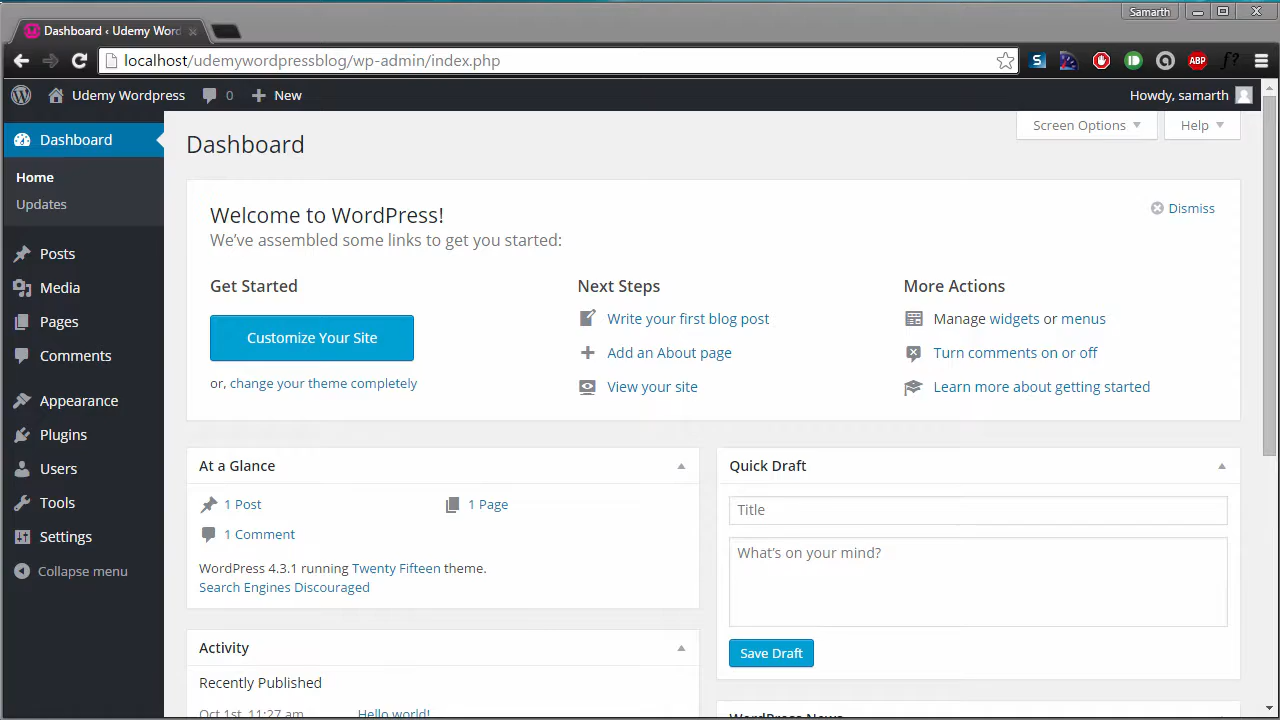 Samarth
Dashboard ‹ Udemy Word
localhost/udemywordpressblog/wp-admin/index.php
ABP
f?
Udemy Wordpress
0
New
Howdy, samarth
Dashboard
Home
Updates
Posts
Media
Pages
Comments
Appearance
Plugins
Users
Tools
Settings
Collapse menu
Dashboard
Screen Options
Help
Welcome to WordPress!
We've assembled some links to get you started:
Dismiss
Get Started
Customize Your Site
or, change your theme completely
Next Steps
Write your first blog post
Add an About page
View your site
More Actions
Manage widgets or menus
Turn comments on or off
Learn more about getting started
At a Glance
1 Post
1 Page
1 Comment
WordPress 4.3.1 running Twenty Fifteen theme.
Search Engines Discouraged
Activity
Recently Published
Oct 1st, 11:27 am
Hello world!
Quick Draft
Title
What's on your mind?
Save Draft
WordPress News